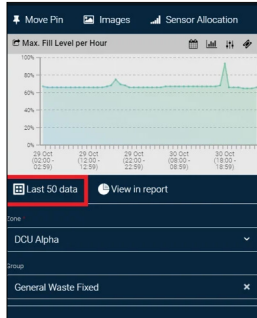 Move Pin Images Sensor Allocation
Max. Fill Level per Hour
100%
80%
60%
40%
20%
0%
29 Oct 29 Oct 29 Oct 30 Oct 30 Oct
(02:00 - (12:00 - (22:00 - (08:00 - (18:00 -
02:59) 12:59) 22:59) 08:59) 18:59)
Last 50 data View in report
Zone
DCU Alpha
Group
General Waste Fixed